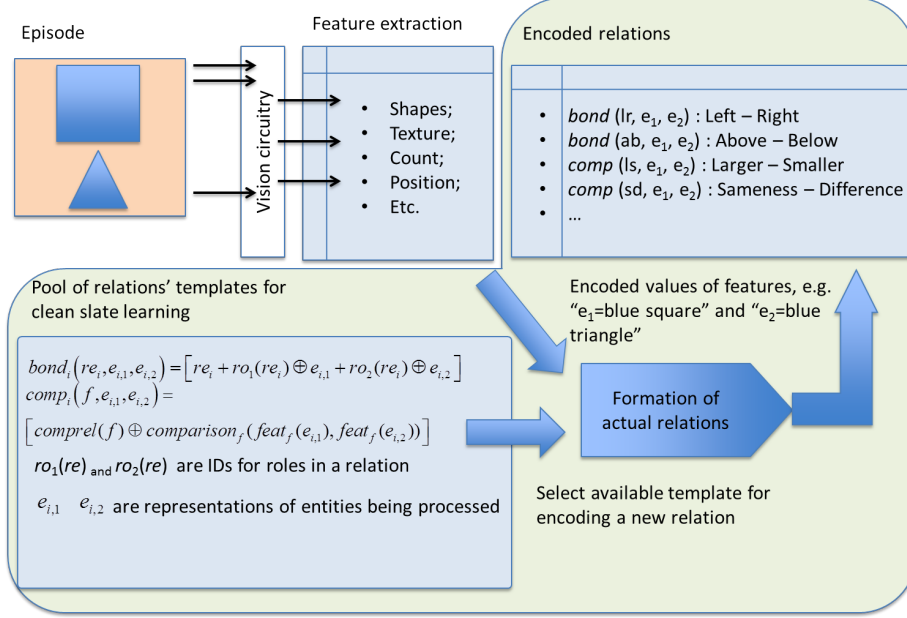 Episode
Vision circuitry
Feature extraction
• Shapes;
• Texture;
• Count;
• Position;
• Etc.
Encoded relations
• bond (lr, e₁, e₂) : Left – Right
• bond (ab, e₁, e₂) : Above – Below
• comp (ls, e₁, e₂) : Larger – Smaller
• comp (sd, e₁, e₂) : Sameness – Difference
• ...
Pool of relations’ templates for
clean slate learning
bondᵢ(reᵢ,eᵢ,₁,eᵢ,₂)=[reᵢ + ro₁(reᵢ)⊕eᵢ,₁ + ro₂(reᵢ)⊕eᵢ,₂]
compᵢ(f,eᵢ,₁,eᵢ,₂)=
[comprel(f)⊕comparison_f(feat_f(eᵢ,₁),feat_f(eᵢ,₂))]
ro₁(re) and ro₂(re) are IDs for roles in a relation
eᵢ,₁ eᵢ,₂ are representations of entities being processed
Encoded values of features, e.g.
“e₁=blue square” and “e₂=blue
triangle”
Formation of
actual relations
Select available template for
encoding a new relation